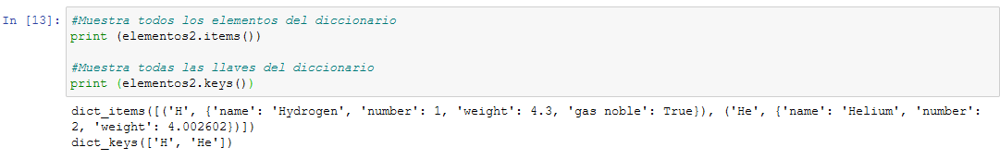 In [13]: #Muestra todos los elementos del diccionario
print (elementos2.items())
#Muestra todas las llaves del diccionario
print (elementos2.keys())
dict_items([('H', {'name': 'Hydrogen', 'number': 1, 'weight': 4.3, 'gas noble': True}), ('He', {'name': 'Helium', 'number':
2, 'weight': 4.002602})])
dict_keys(['H', 'He'])